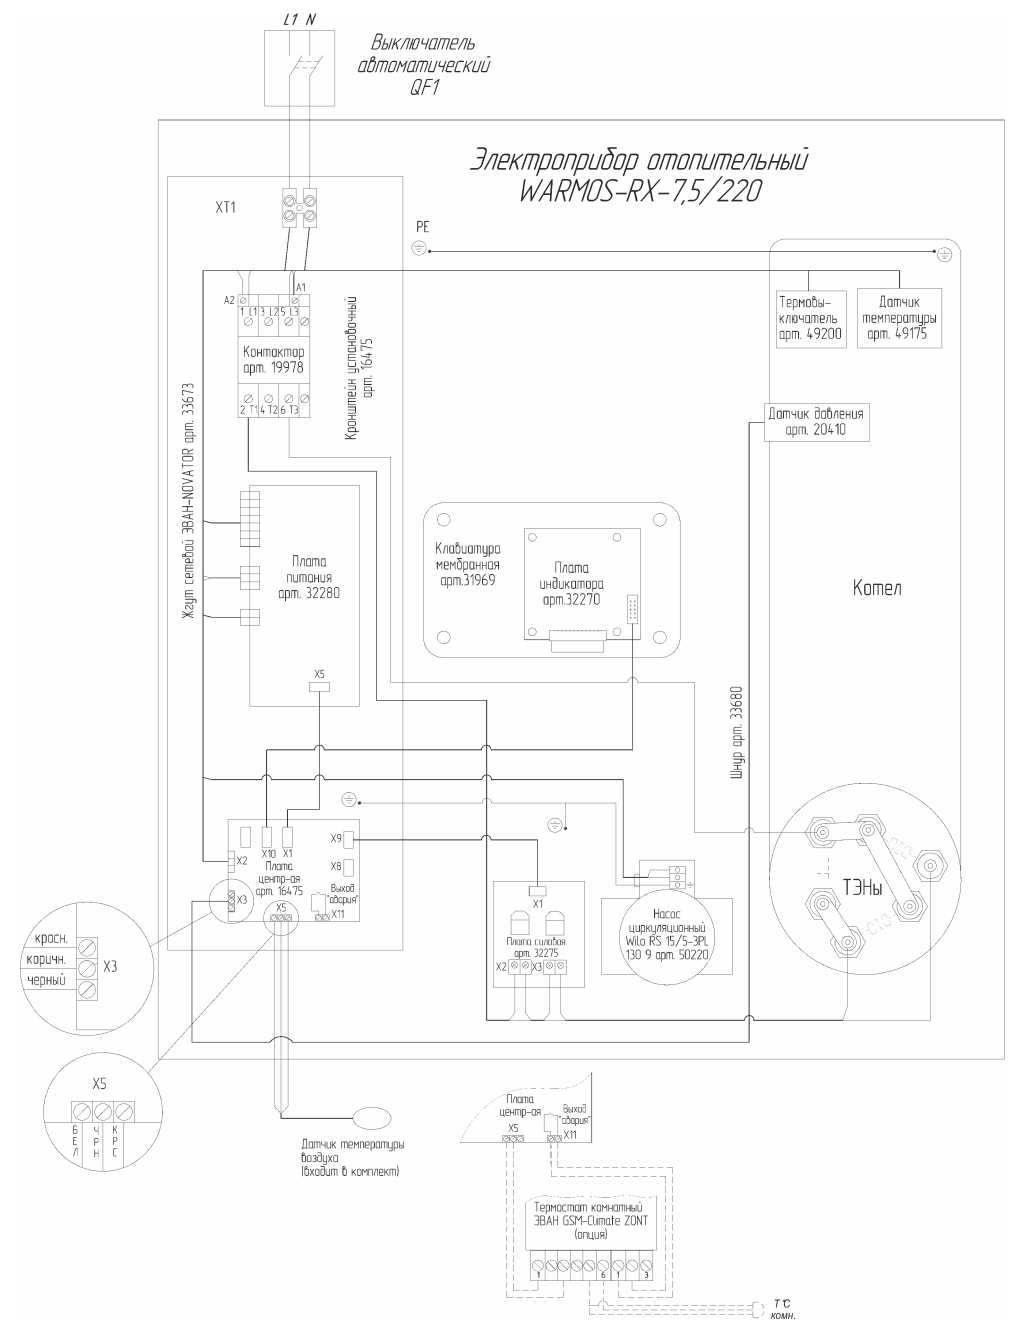 L1 N
Выключатель
автоматический
QF1
Электроприбор отопительный
WARMOS-RX-7,5/220
XT1
PE
A2
A1
1 L1 3 L2 5 L3
Контактор
арт. 19978
2 T1 4 T2 6 T3
Кронштейн установочный
арт. 16475
Термовы-
ключатель
арт. 49200
Датчик
температуры
арт. 49175
Датчик давления
арт. 20410
Жгут сетевой ЭВАН-NOVATOR арт. 33673
Плата
питания
арт. 32280
X5
Клавиатура
мембранная
арт.31969
Плата
индикатора
арт.32270
Котел
Шнур арт. 33680
X2
X10
X1
X9
X8
Плата
центр-ая
арт. 16475
X3
X5
Выход
"авария"
X11
X1
Плата силовая
арт. 32275
X2
X3
Насос
циркуляционный
Wilo RS 15/5-3PL
130 9 арт. 50220
ТЭНы
красн.
коричн.
черный
X3
X5
БЕЛ
ЧРН
КРС
Датчик температуры
воздуха
(входит в комплект)
Плата
центр-ая
X5
Выход
"авария"
X11
Термостат комнатный
ЭВАН GSM-Climate ZONT
(опция)
1 6 1 3
T°C
комн.